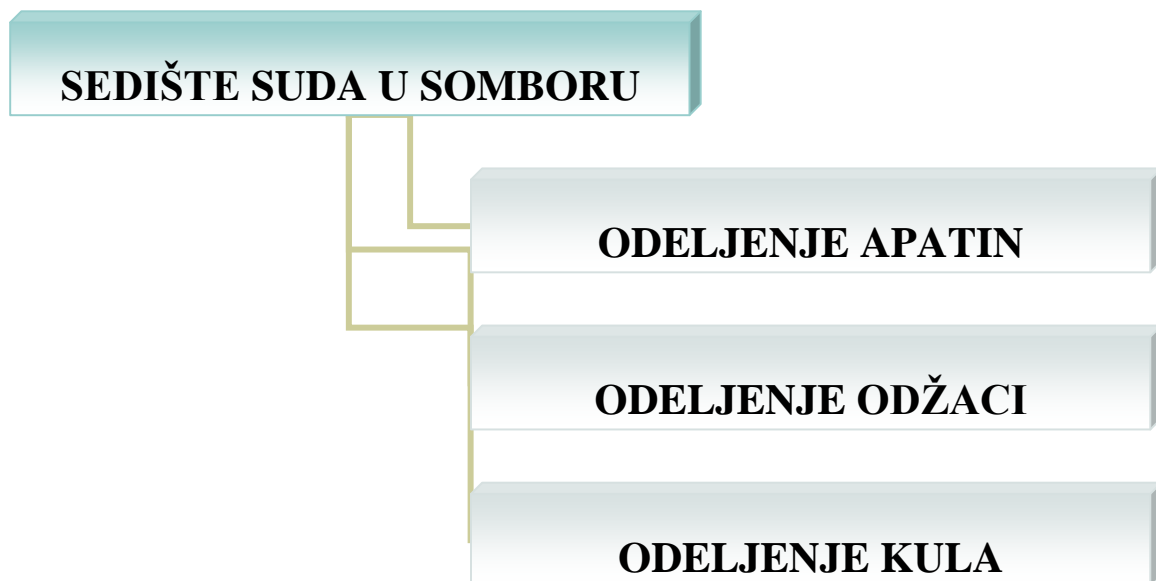 SEDIŠTE SUDA U SOMBORU
ODELJENJE APATIN
ODELJENJE ODŽACI
ODELJENJE KULA